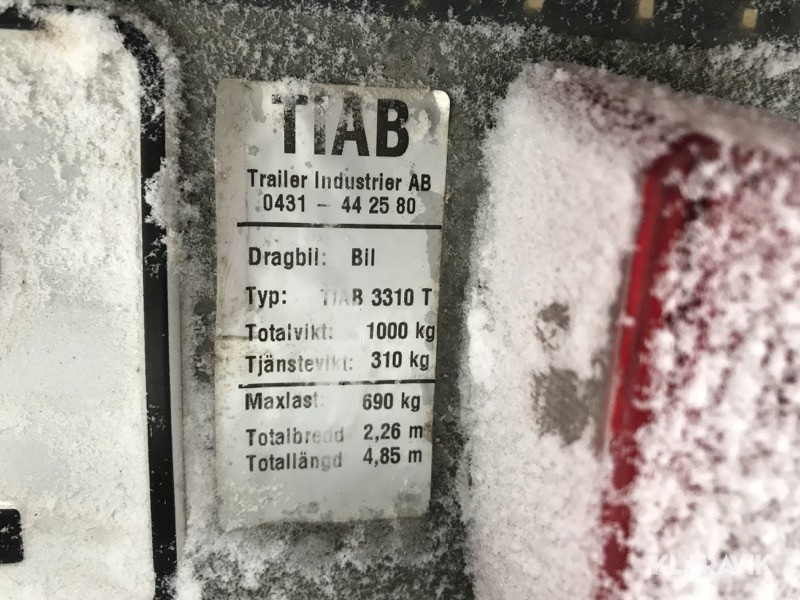 TIAB
Trailer Industrier AB
0431 - 44 25 80
Dragbil: Bil
Typ: TIAB 3310 T
Totalvikt: 1000 kg
Tjänstevikt: 310 kg
Maxlast: 690 kg
Totalbredd 2,26 m
Totallängd 4,85 m
KLARAVIK